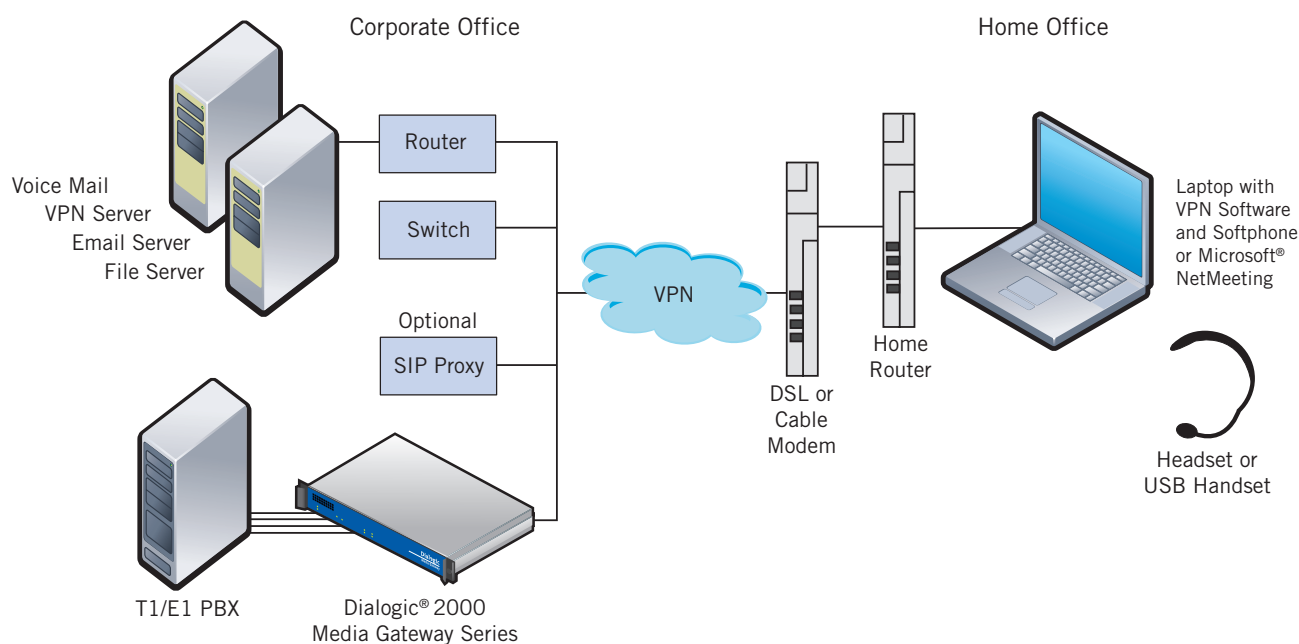 Corporate Office
Home Office
Router
Voice Mail
VPN Server
Email Server
File Server
Switch
Optional
SIP Proxy
VPN
Laptop with
VPN Software
and Softphone
or Microsoft®
NetMeeting
Home
Router
DSL or
Cable
Modem
Headset or
USB Handset
Dialogic
T1/E1 PBX
Dialogic® 2000
Media Gateway Series